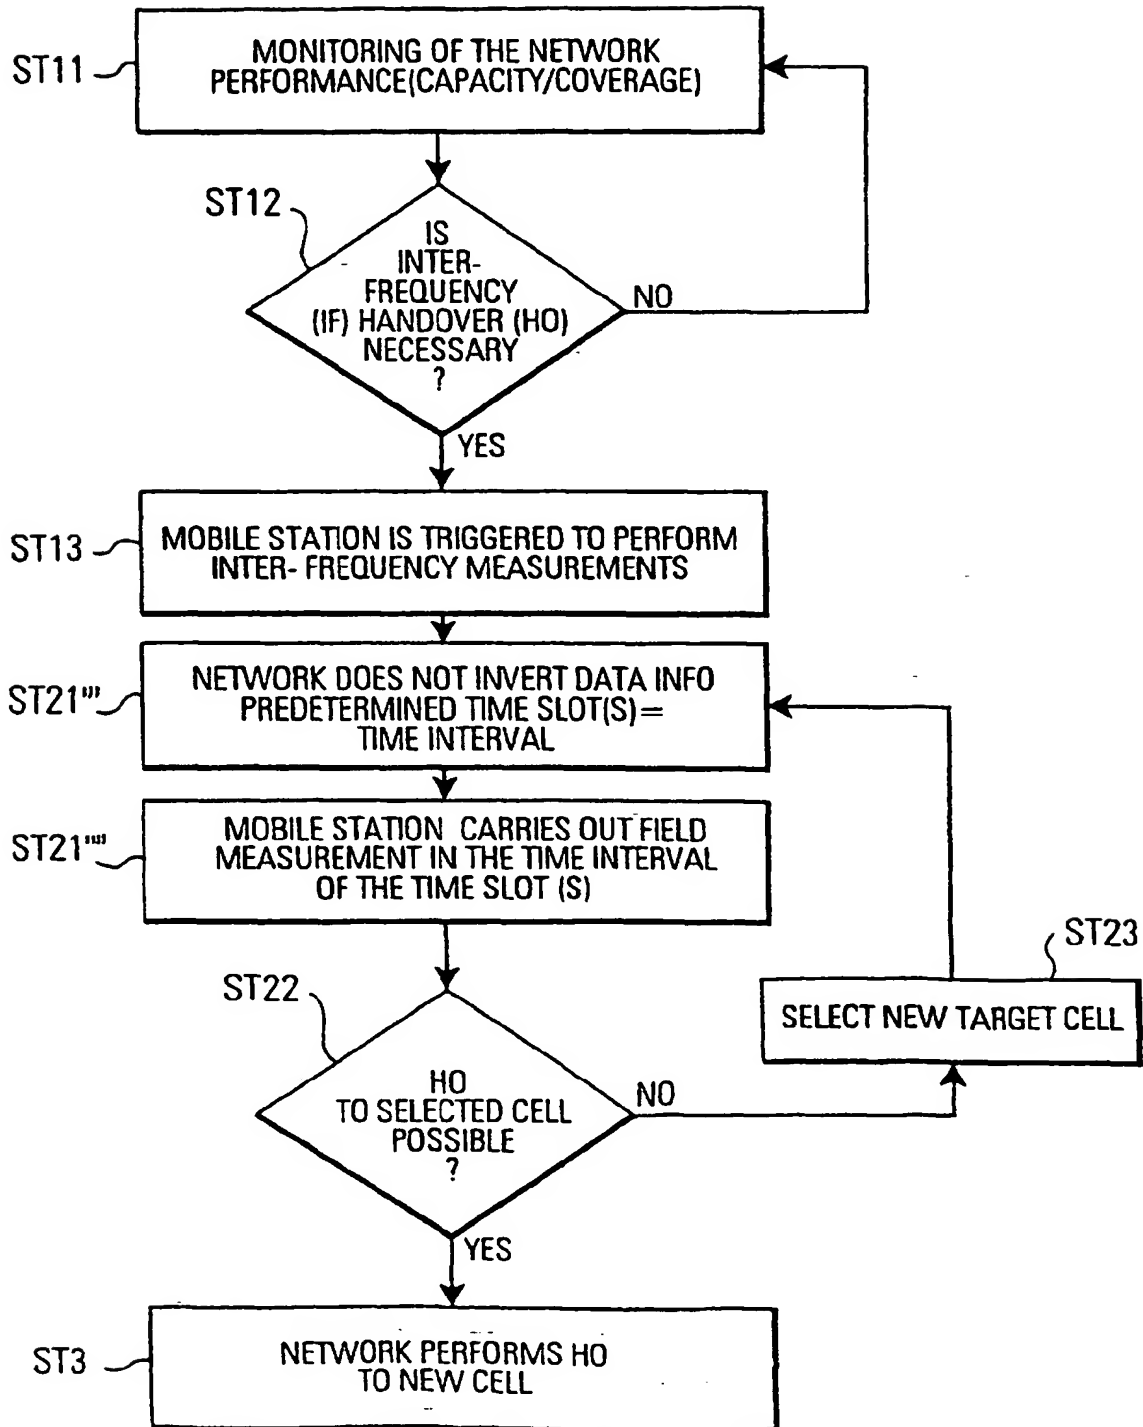 ST11
MONITORING OF THE NETWORK
PERFORMANCE(CAPACITY/COVERAGE)
ST12
IS
INTER-
FREQUENCY
(IF) HANDOVER (HO)
NECESSARY
?
NO
YES
ST13
MOBILE STATION IS TRIGGERED TO PERFORM
INTER- FREQUENCY MEASUREMENTS
ST21'''
NETWORK DOES NOT INVERT DATA INFO
PREDETERMINED TIME SLOT(S)=
TIME INTERVAL
ST21''''
MOBILE STATION CARRIES OUT FIELD
MEASUREMENT IN THE TIME INTERVAL
OF THE TIME SLOT (S)
ST23
SELECT NEW TARGET CELL
ST22
HO
TO SELECTED CELL
POSSIBLE
?
NO
YES
ST3
NETWORK PERFORMS HO
TO NEW CELL